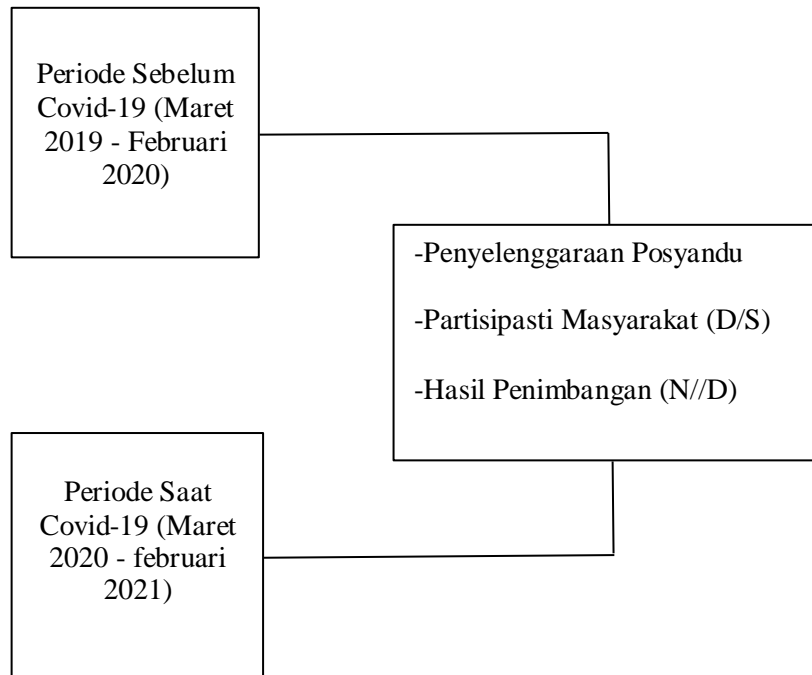 Periode Sebelum
Covid-19 (Maret
2019 - Februari
2020)
-Penyelenggaraan Posyandu
-Partisipasti Masyarakat (D/S)
-Hasil Penimbangan (N//D)
Periode Saat
Covid-19 (Maret
2020 - februari
2021)